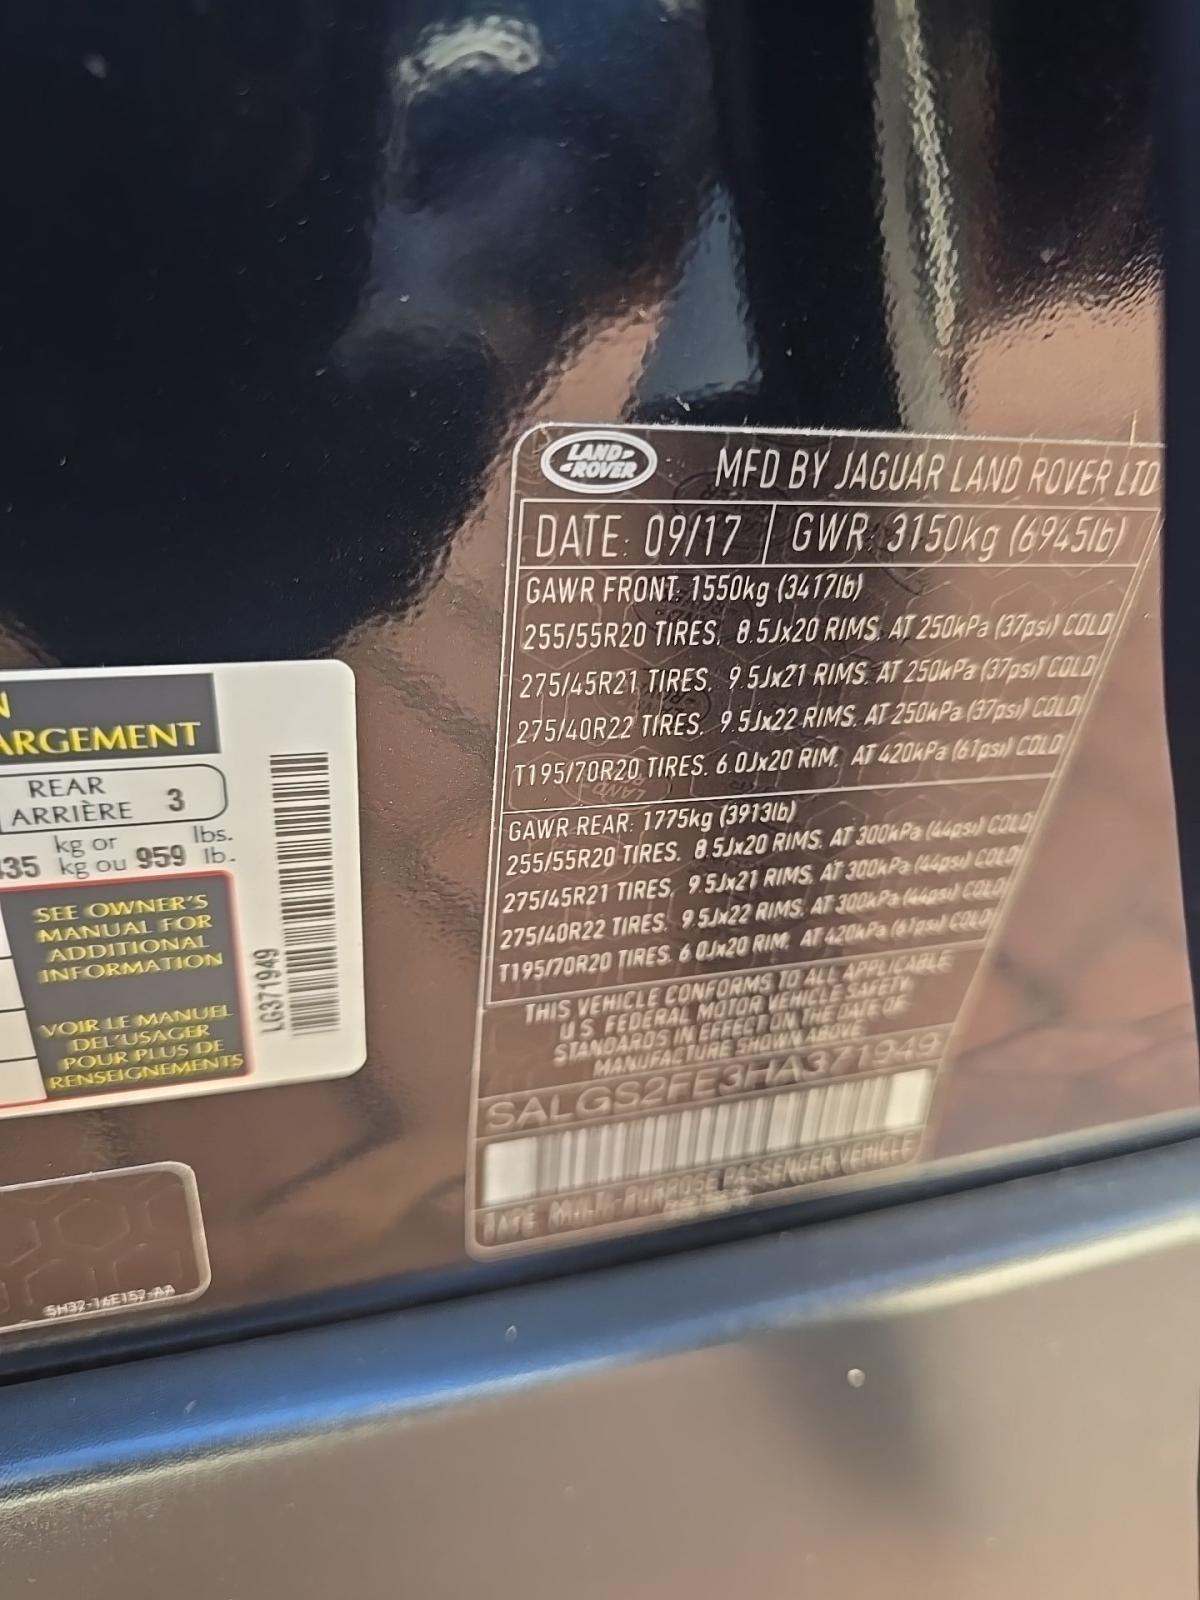 LAND ROVER
MFD BY JAGUAR LAND ROVER LTD
DATE: 09/17 GWR: 3150kg (6945lb)
GAWR FRONT: 1550kg (3417lb)
255/55R20 TIRES, 8.5Jx20 RIMS, AT 250kPa (37psi) COLD
275/45R21 TIRES, 9.5Jx21 RIMS, AT 250kPa (37psi) COLD
275/40R22 TIRES, 9.5Jx22 RIMS, AT 250kPa (37psi) COLD
T195/70R20 TIRES, 6.0Jx20 RIM, AT 420kPa (61psi) COLD
GAWR REAR: 1775kg (3913lb)
255/55R20 TIRES, 8.5Jx20 RIMS, AT 300kPa (44psi) COLD
275/45R21 TIRES, 9.5Jx21 RIMS, AT 300kPa (44psi) COLD
275/40R22 TIRES, 9.5Jx22 RIMS, AT 300kPa (44psi) COLD
T195/70R20 TIRES, 6.0Jx20 RIM, AT 420kPa (61psi) COLD
THIS VEHICLE CONFORMS TO ALL APPLICABLE
U.S. FEDERAL MOTOR VEHICLE SAFETY
STANDARDS IN EFFECT ON THE DATE OF
MANUFACTURE SHOWN ABOVE
SALGS2FE3HA371949
TYPE: MULTI-PURPOSE PASSENGER VEHICLE
N
ARGEMENT
REAR
ARRIÈRE 3
kg or lbs.
435 kg ou 959 lb.
SEE OWNER'S
MANUAL FOR
ADDITIONAL
INFORMATION
VOIR LE MANUEL
DEL'USAGER
POUR PLUS DE
RENSEIGNEMENTS
LG371949
5H32-16E152-AA